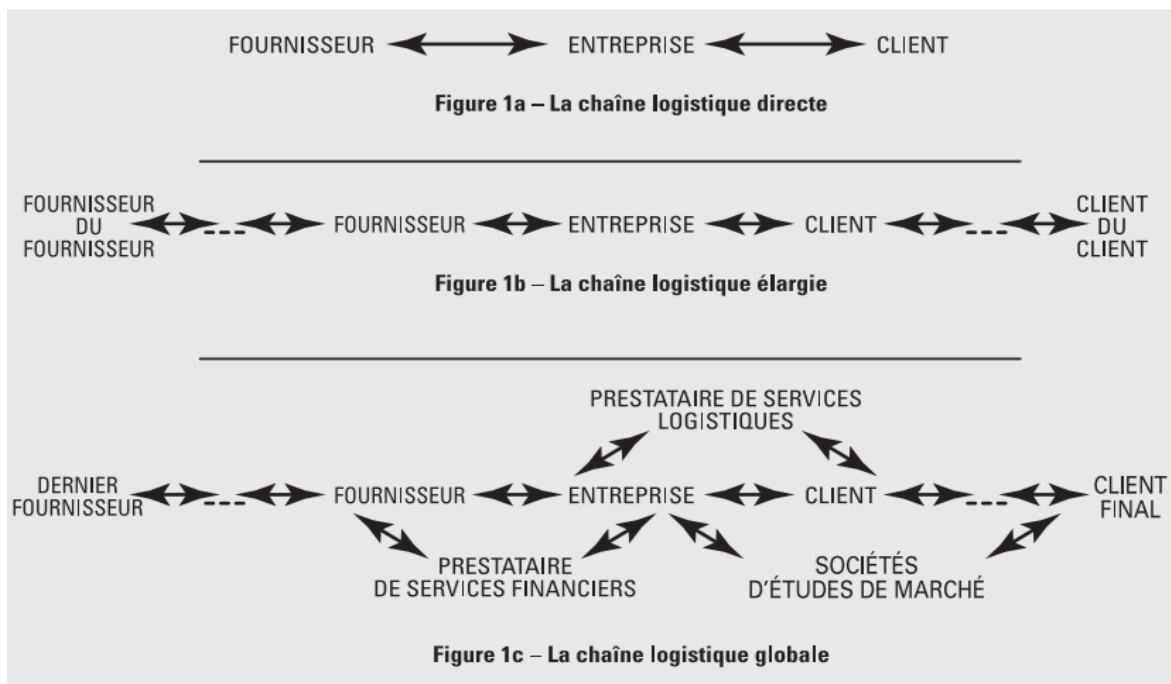 FOURNISSEUR ENTREPRISE CLIENT
Figure 1a – La chaîne logistique directe
FOURNISSEUR
DU
FOURNISSEUR
--- FOURNISSEUR ENTREPRISE CLIENT ---
CLIENT
DU
CLIENT
Figure 1b – La chaîne logistique élargie
PRESTATAIRE DE SERVICES
LOGISTIQUES
DERNIER
FOURNISSEUR
--- FOURNISSEUR ENTREPRISE CLIENT ---
CLIENT
FINAL
PRESTATAIRE
DE SERVICES FINANCIERS
SOCIÉTÉS
D'ÉTUDES DE MARCHÉ
Figure 1c – La chaîne logistique globale